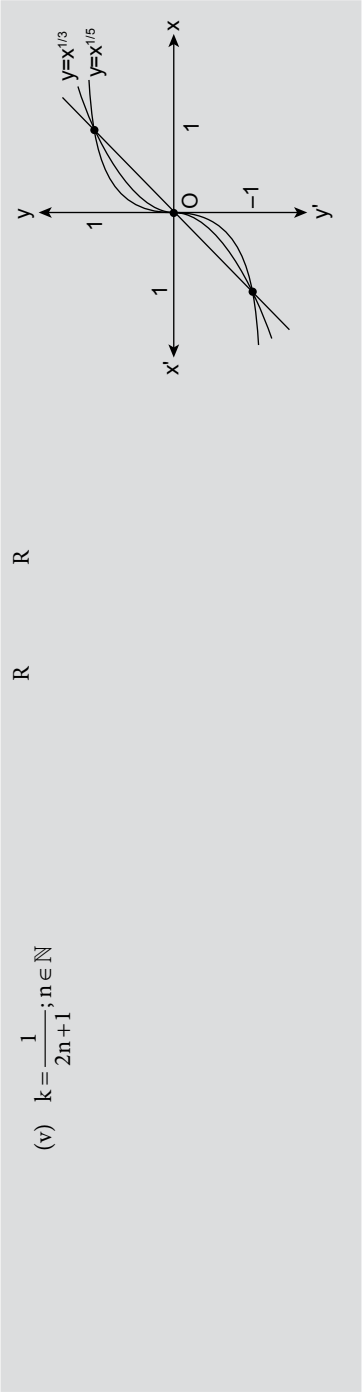 (v) k = 1/(2n+1) ; n ∈ ℕ
R
R
y
y=x^{1/3}
y=x^{1/5}
1
1
x'
O
1
x
–1
y'